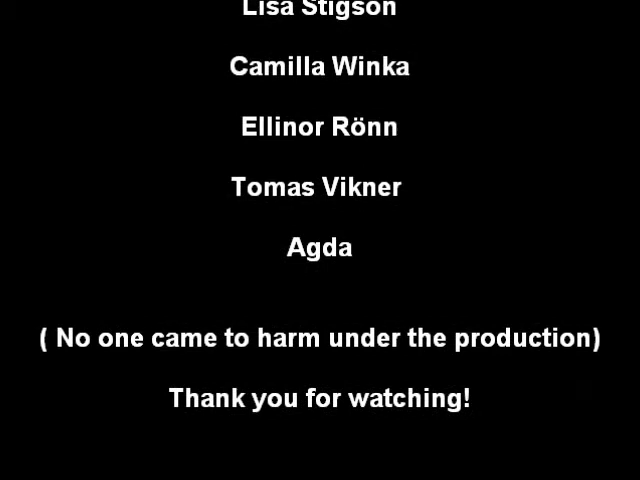 Lisa Stigson
Camilla Winka
Ellinor Rönn
Tomas Vikner
Agda
( No one came to harm under the production)
Thank you for watching!